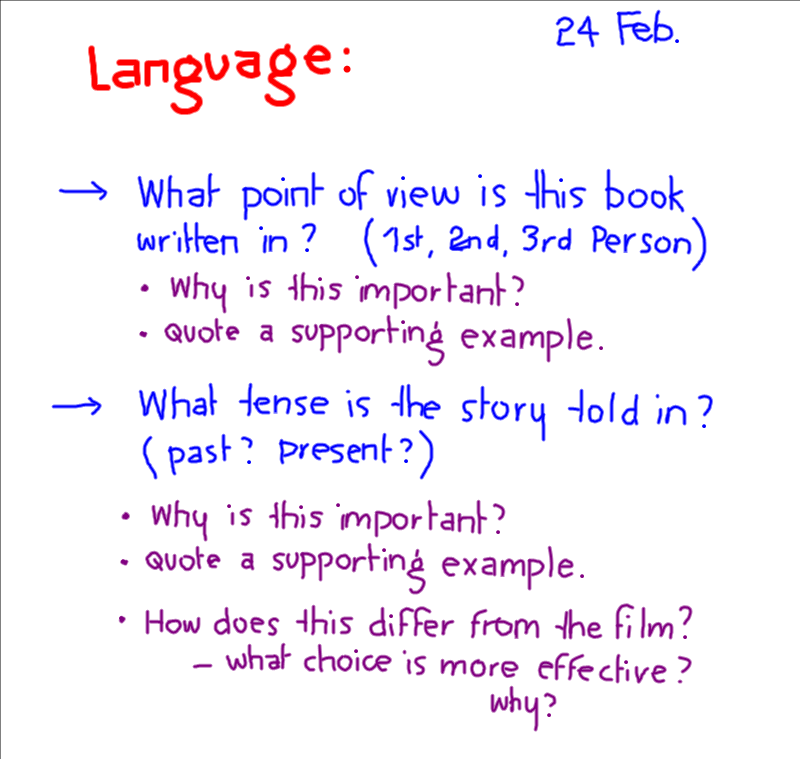 24 Feb.
Language:
→ What point of view is this book
written in? (1st, 2nd, 3rd Person)
• Why is this important?
• Quote a supporting example.
→ What tense is the story told in?
(past? present?)
• Why is this important?
• Quote a supporting example.
• How does this differ from the film?
– what choice is more effective?
why?